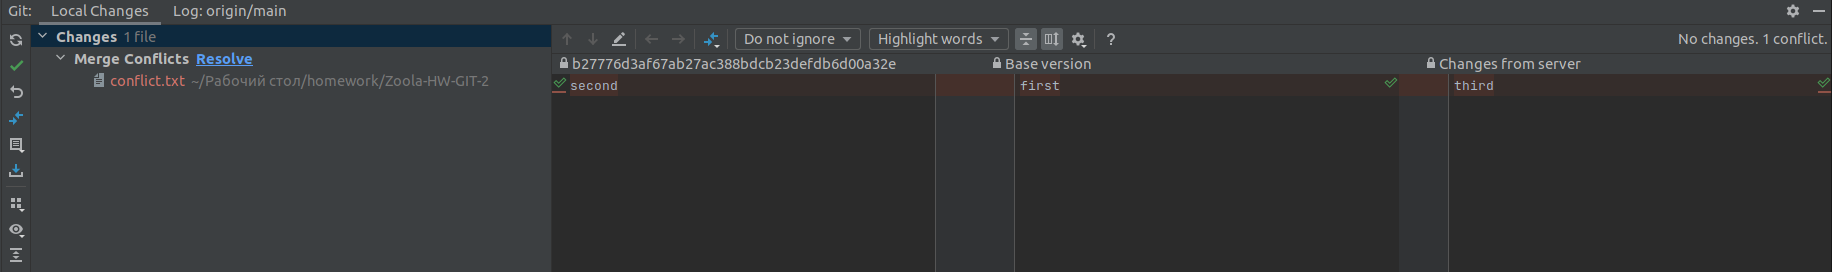 Git: Local Changes Log: origin/main
Changes 1 file
Do not ignore Highlight words ? No changes. 1 conflict.
Merge Conflicts Resolve
b27776d3af67ab27ac388bdcb23defdb6d00a32e Base version Changes from server
conflict.txt ~/Рабочий стол/homework/Zoola-HW-GIT-2
second first third